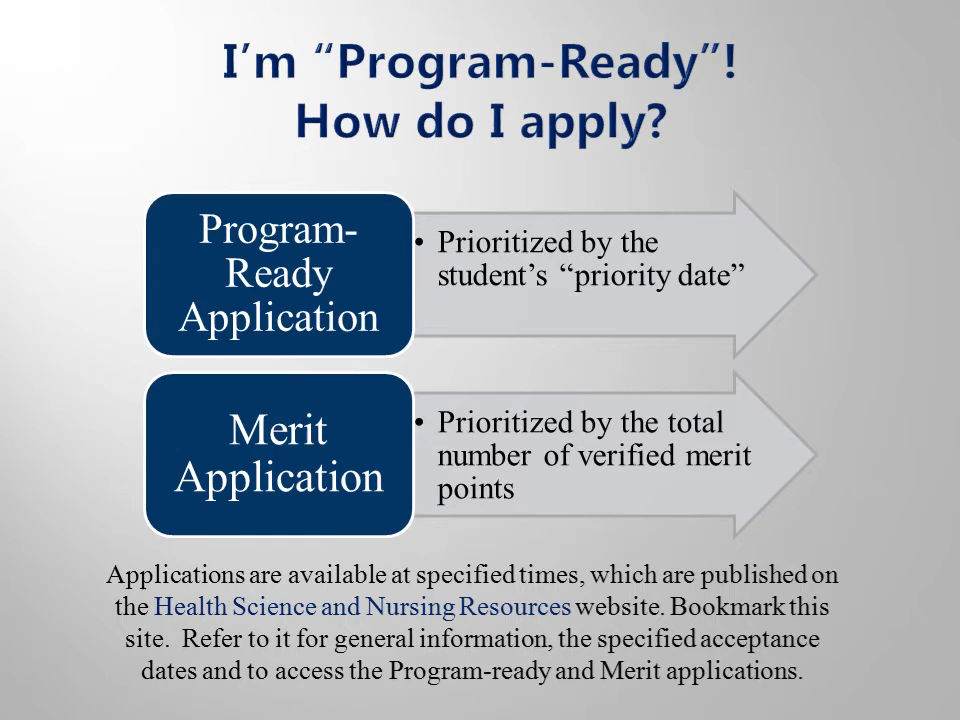 I’m “Program-Ready”!
How do I apply?
Program-
Ready
Application
• Prioritized by the
student’s “priority date”
Merit
Application
• Prioritized by the total
number of verified merit
points
Applications are available at specified times, which are published on
the Health Science and Nursing Resources website. Bookmark this
site.  Refer to it for general information, the specified acceptance
dates and to access the Program-ready and Merit applications.